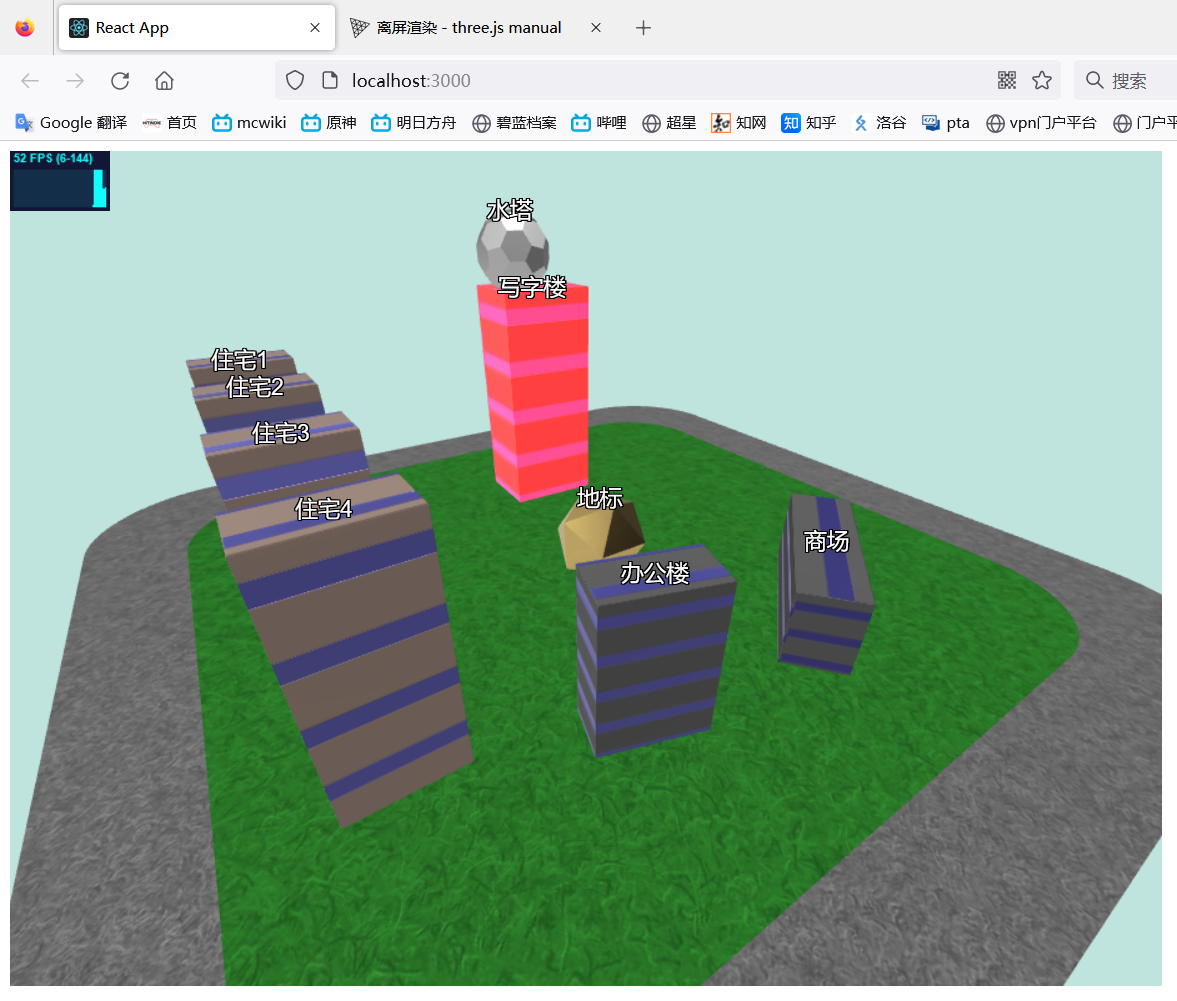 React App
离屏渲染 - three.js manual
localhost:3000
搜索
Google 翻译
首页
mcwiki
原神
明日方舟
碧蓝档案
哔哩
超星
知网
知乎
洛谷
pta
vpn门户平台
门户平
52 FPS (6-144)
水塔
写字楼
住宅1
住宅2
住宅3
住宅4
地标
商场
办公楼